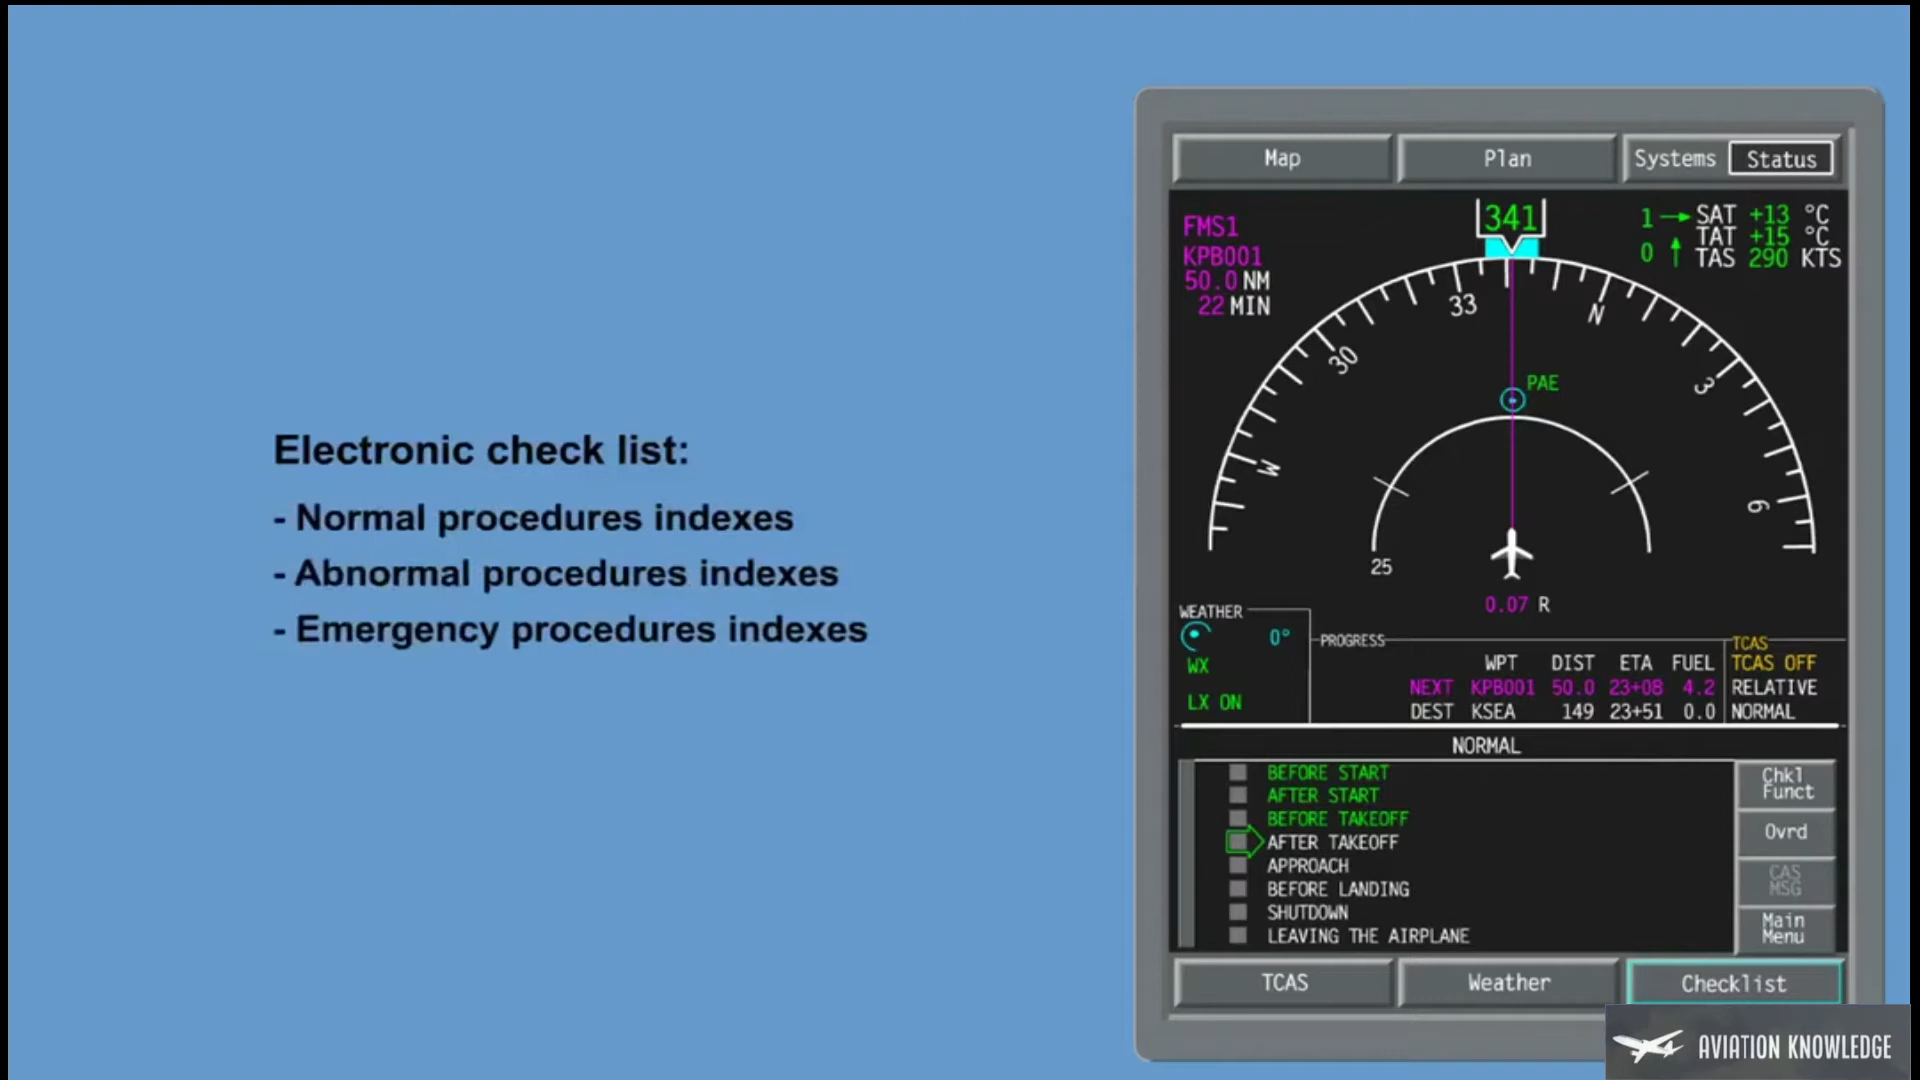 Electronic check list:
- Normal procedures indexes
- Abnormal procedures indexes
- Emergency procedures indexes
Map
Plan
Systems Status
FMS1
KPB001
50.0 NM
22 MIN
341
1 → SAT +13 °C
TAT +15 °C
0 ↑ TAS 290 KTS
33
N
30
3
W
6
PAE
25
0.07 R
WEATHER
0°
WX
LX ON
PROGRESS
WPT DIST ETA FUEL
NEXT KPB001 50.0 23+08 4.2
DEST KSEA 149 23+51 0.0
TCAS
TCAS OFF
RELATIVE
NORMAL
NORMAL
BEFORE START
AFTER START
BEFORE TAKEOFF
AFTER TAKEOFF
APPROACH
BEFORE LANDING
SHUTDOWN
LEAVING THE AIRPLANE
Chkl
Funct
Ovrd
CAS
MSG
Main
Menu
TCAS
Weather
Checklist
AVIATION KNOWLEDGE